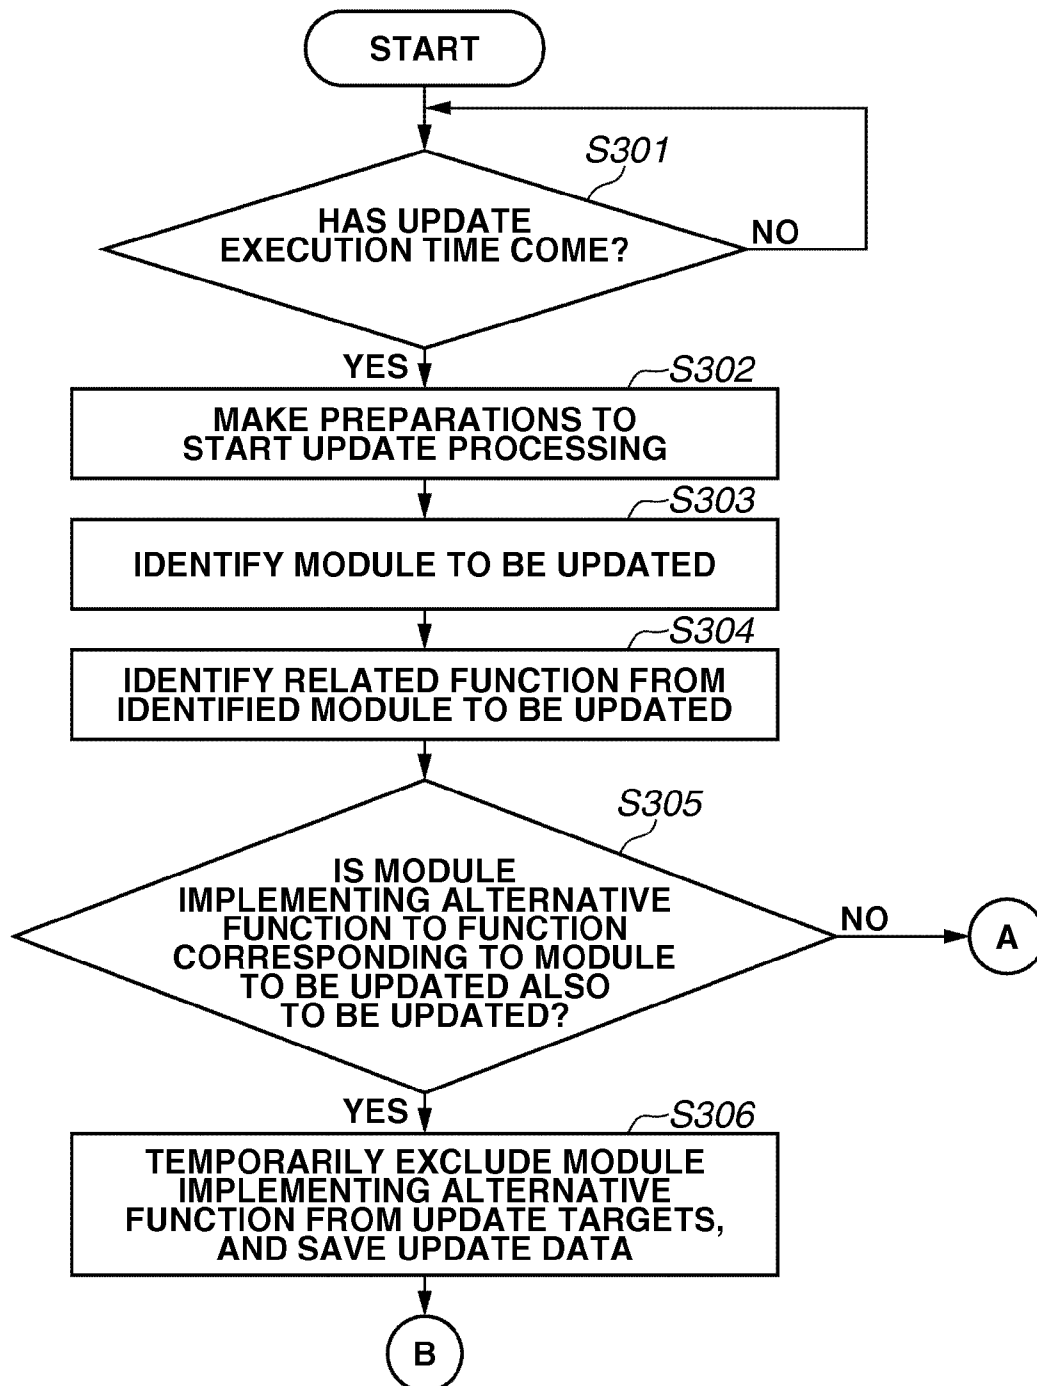 START
S301
HAS UPDATE
EXECUTION TIME COME?
NO
YES
S302
MAKE PREPARATIONS TO
START UPDATE PROCESSING
S303
IDENTIFY MODULE TO BE UPDATED
S304
IDENTIFY RELATED FUNCTION FROM
IDENTIFIED MODULE TO BE UPDATED
S305
IS MODULE
IMPLEMENTING ALTERNATIVE
FUNCTION TO FUNCTION
CORRESPONDING TO MODULE
TO BE UPDATED ALSO
TO BE UPDATED?
NO
A
YES
S306
TEMPORARILY EXCLUDE MODULE
IMPLEMENTING ALTERNATIVE
FUNCTION FROM UPDATE TARGETS,
AND SAVE UPDATE DATA
B